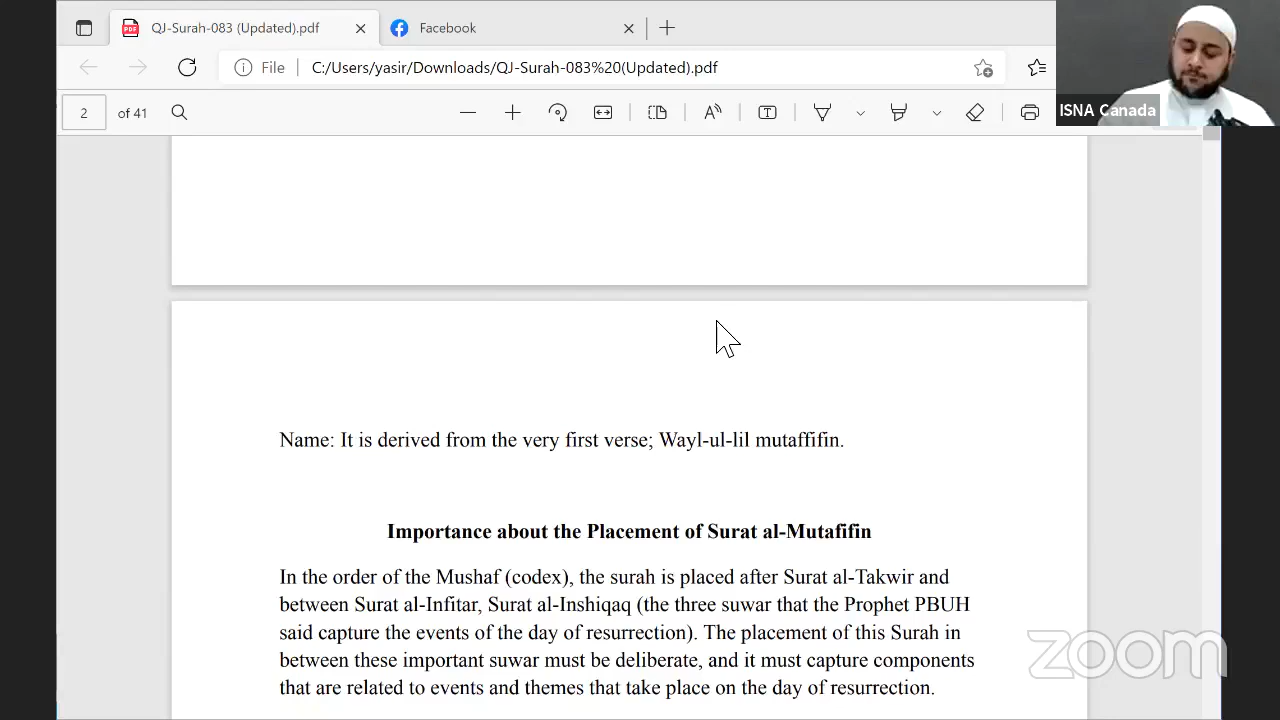 QJ-Surah-083 (Updated).pdf
Facebook
File
C:/Users/yasir/Downloads/QJ-Surah-083%20(Updated).pdf
2 of 41
PDF
ISNA Canada
Name: It is derived from the very first verse; Wayl-ul-lil mutaffifin.
Importance about the Placement of Surat al-Mutafifin
In the order of the Mushaf (codex), the surah is placed after Surat al-Takwir and
between Surat al-Infitar, Surat al-Inshiqaq (the three suwar that the Prophet PBUH
said capture the events of the day of resurrection). The placement of this Surah in
between these important suwar must be deliberate, and it must capture components
that are related to events and themes that take place on the day of resurrection.
zoom